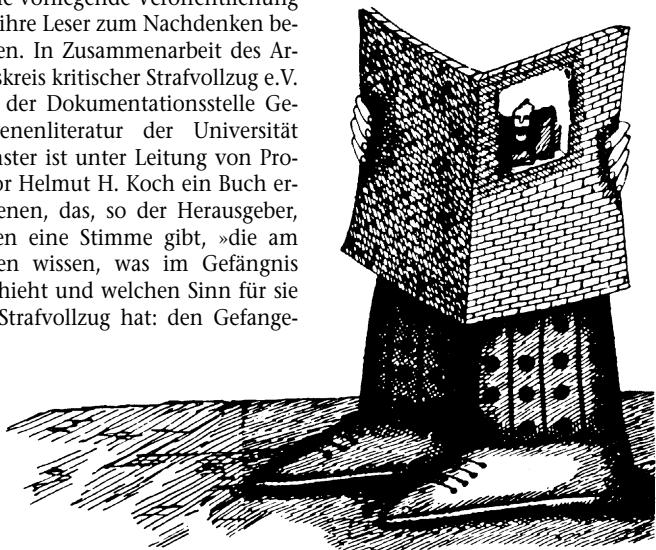 ie vorliegende Veröffentlichung
ihre Leser zum Nachdenken be-
en. In Zusammenarbeit des Ar-
skreis kritischer Strafvollzug e.V.
der Dokumentationsstelle Ge-
enenliteratur der Universität
nster ist unter Leitung von Pro-
or Helmut H. Koch ein Buch er-
enen, das, so der Herausgeber,
en eine Stimme gibt, »die am
en wissen, was im Gefängnis
hieht und welchen Sinn für sie
Strafvollzug hat: den Gefange-